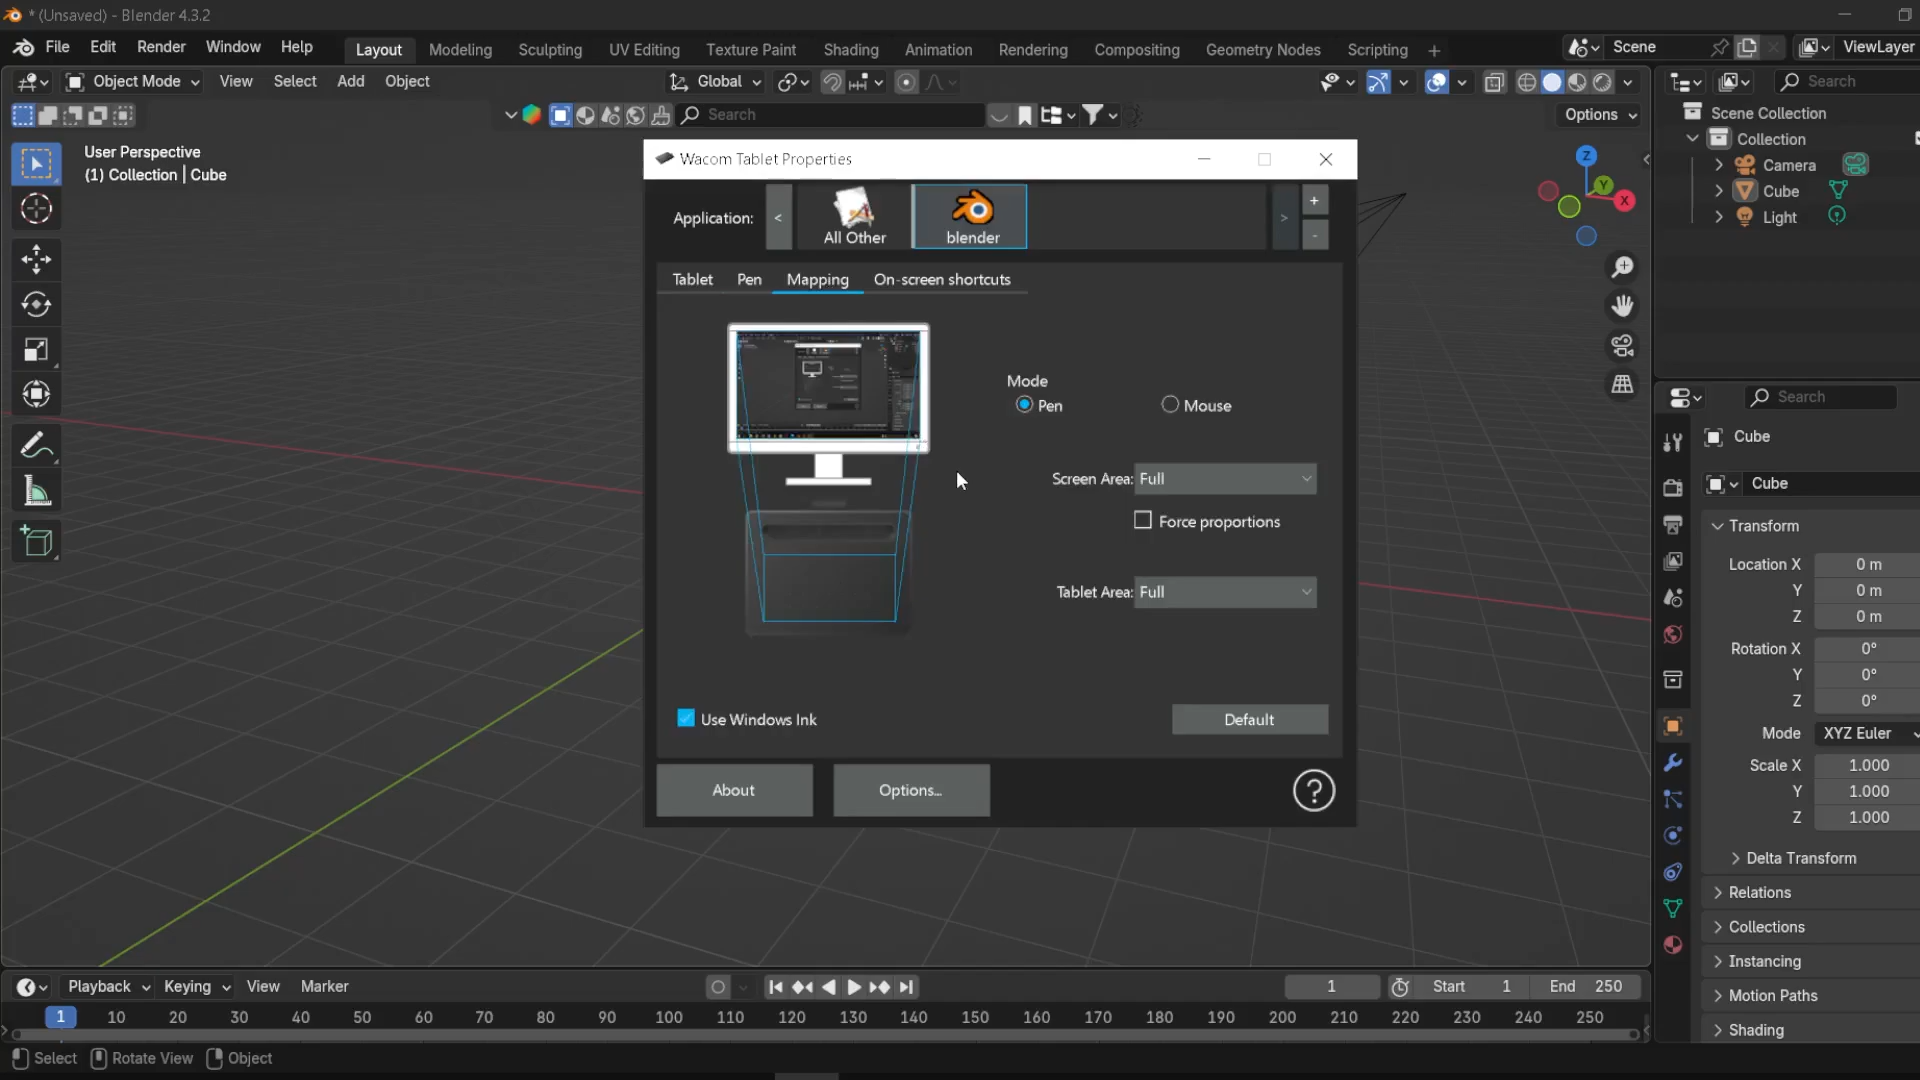 * (Unsaved) - Blender 4.3.2
File Edit Render Window Help
Layout Modeling Sculpting UV Editing Texture Paint Shading Animation Rendering Compositing Geometry Nodes Scripting +
Scene
ViewLayer
Object Mode View Select Add Object
Global
Search
Search
Options
User Perspective
(1) Collection | Cube
Z
Y
X
Scene Collection
Collection
Camera
Cube
Light
Wacom Tablet Properties
Application:
<
All Other
blender
>
+
-
Tablet Pen Mapping On-screen shortcuts
Mode
Pen Mouse
Screen Area: Full
Force proportions
Tablet Area: Full
Use Windows Ink
Default
About
Options...
?
Search
Cube
Cube
Transform
Location X 0 m
Y 0 m
Z 0 m
Rotation X 0°
Y 0°
Z 0°
Mode XYZ Euler
Scale X 1.000
Y 1.000
Z 1.000
Delta Transform
Relations
Collections
Instancing
Motion Paths
Shading
Playback Keying View Marker
1
Start 1
End 250
1 10 20 30 40 50 60 70 80 90 100 110 120 130 140 150 160 170 180 190 200 210 220 230 240 250
Select Rotate View Object